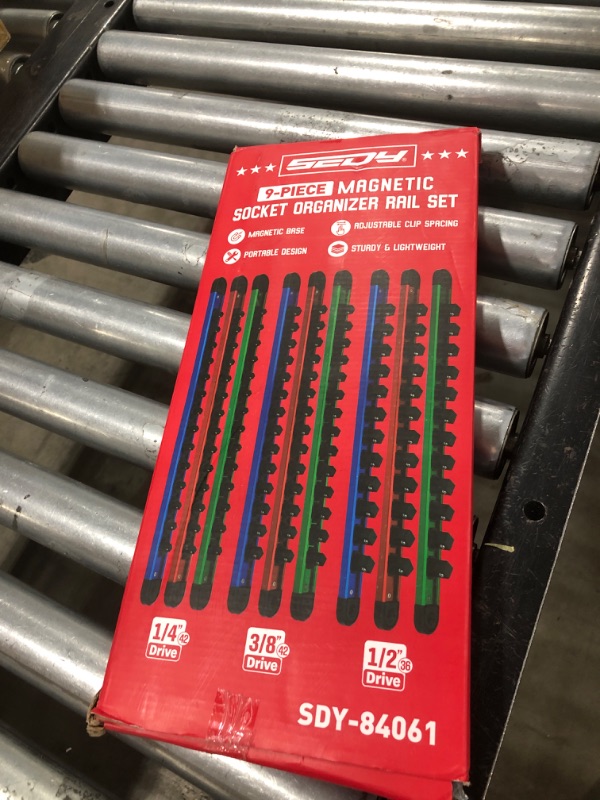 SEDY
9-PIECE MAGNETIC
SOCKET ORGANIZER RAIL SET
MAGNETIC BASE
ADJUSTABLE CLIP SPACING
PORTABLE DESIGN
STURDY & LIGHTWEIGHT
1/4" 42 Drive
3/8" 42 Drive
1/2" 36 Drive
SDY-84061